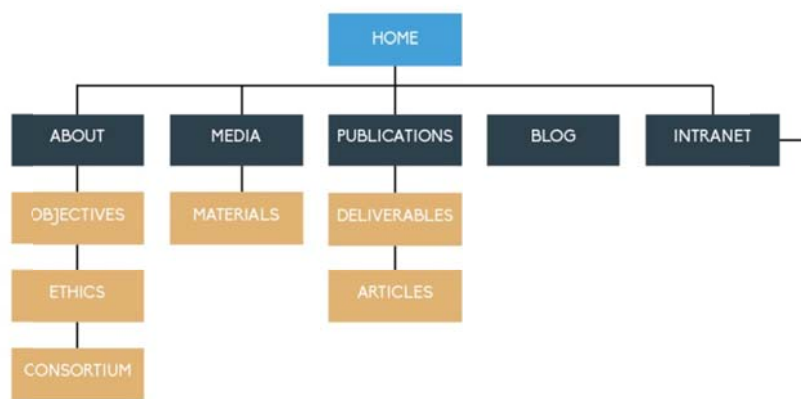 HOME
ABOUT
MEDIA
PUBLICATIONS
BLOG
INTRANET
OBJECTIVES
MATERIALS
DELIVERABLES
ETHICS
ARTICLES
CONSORTIUM